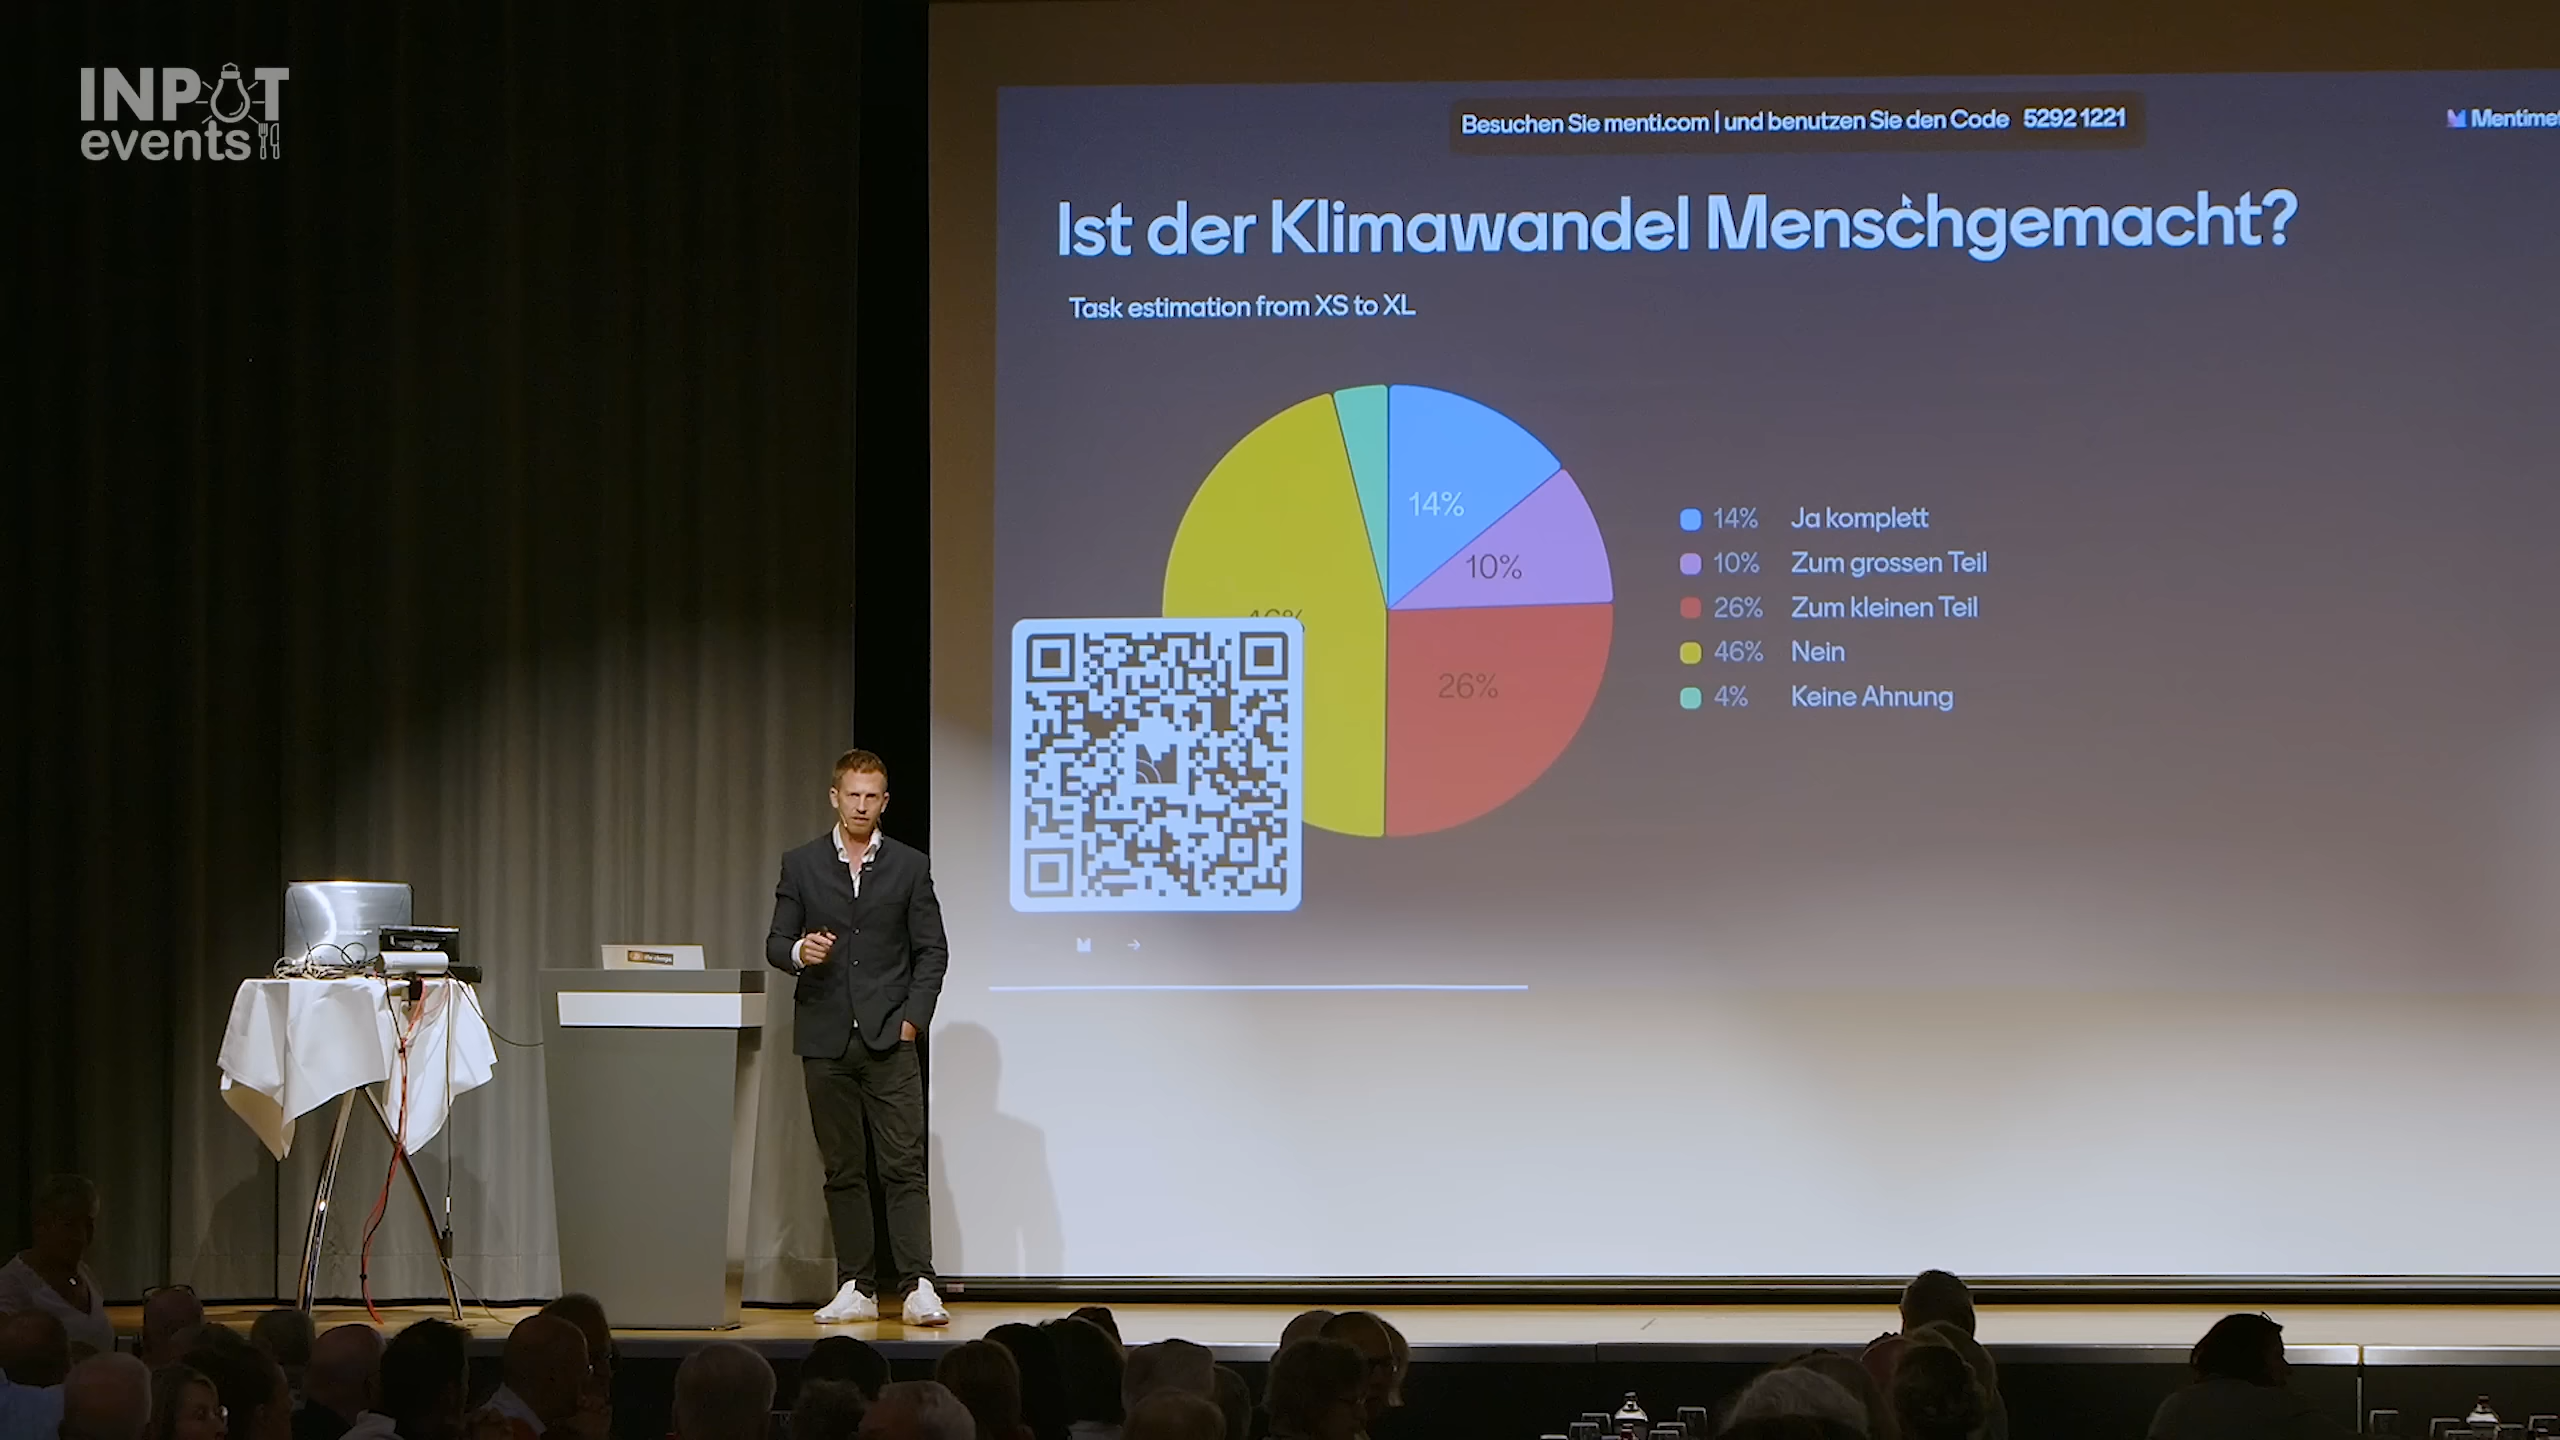 INPUT
events
Besuchen Sie menti.com | und benutzen Sie den Code 5292 1221
Ist der Klimawandel Menschgemacht?
Task estimation from XS to XL
14%
10%
26%
14% Ja komplett
10% Zum grossen Teil
26% Zum kleinen Teil
46% Nein
4% Keine Ahnung